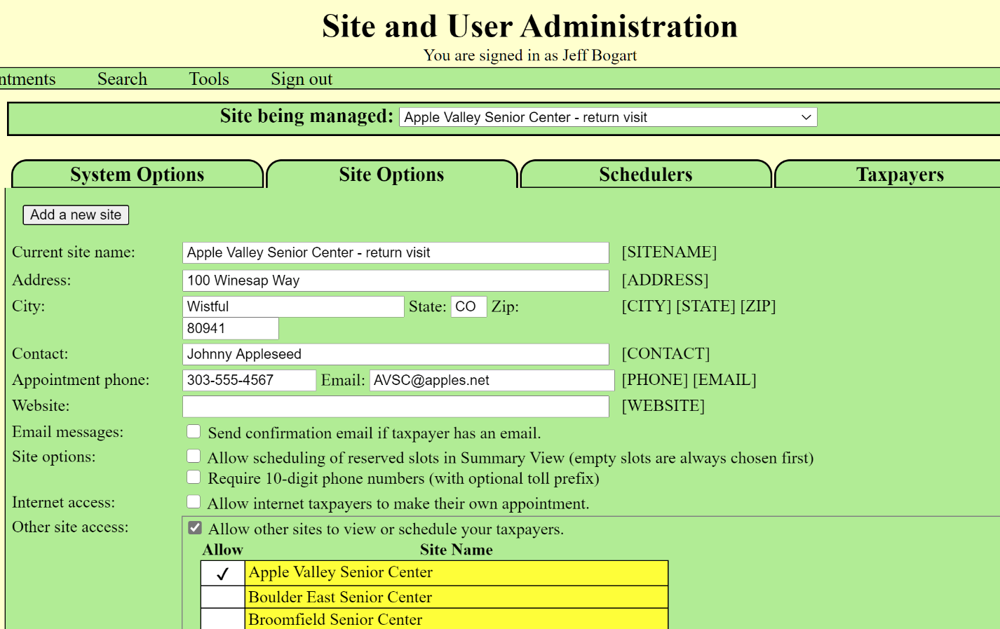 Site and User Administration
You are signed in as Jeff Bogart
ntments Search Tools Sign out
Site being managed: Apple Valley Senior Center - return visit
System Options Site Options Schedulers Taxpayers
Add a new site
Current site name: Apple Valley Senior Center - return visit [SITENAME]
Address: 100 Winesap Way [ADDRESS]
City: Wistful State: CO Zip: [CITY] [STATE] [ZIP]
80941
Contact: Johnny Appleseed [CONTACT]
Appointment phone: 303-555-4567 Email: AVSC@apples.net [PHONE] [EMAIL]
Website: [WEBSITE]
Email messages: Send confirmation email if taxpayer has an email.
Site options: Allow scheduling of reserved slots in Summary View (empty slots are always chosen first)
Require 10-digit phone numbers (with optional toll prefix)
Internet access: Allow internet taxpayers to make their own appointment.
Other site access: Allow other sites to view or schedule your taxpayers.
Allow Site Name
✓ Apple Valley Senior Center
Boulder East Senior Center
Broomfield Senior Center